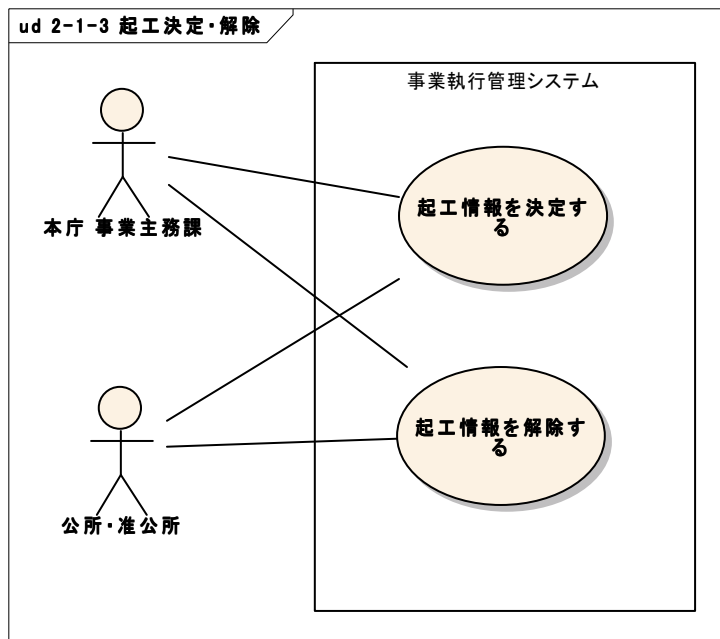 ud 2-1-3 起工決定・解除
事業執行管理システム
起工情報を決定す
る
本庁 事業主務課
起工情報を解除す
る
公所・准公所